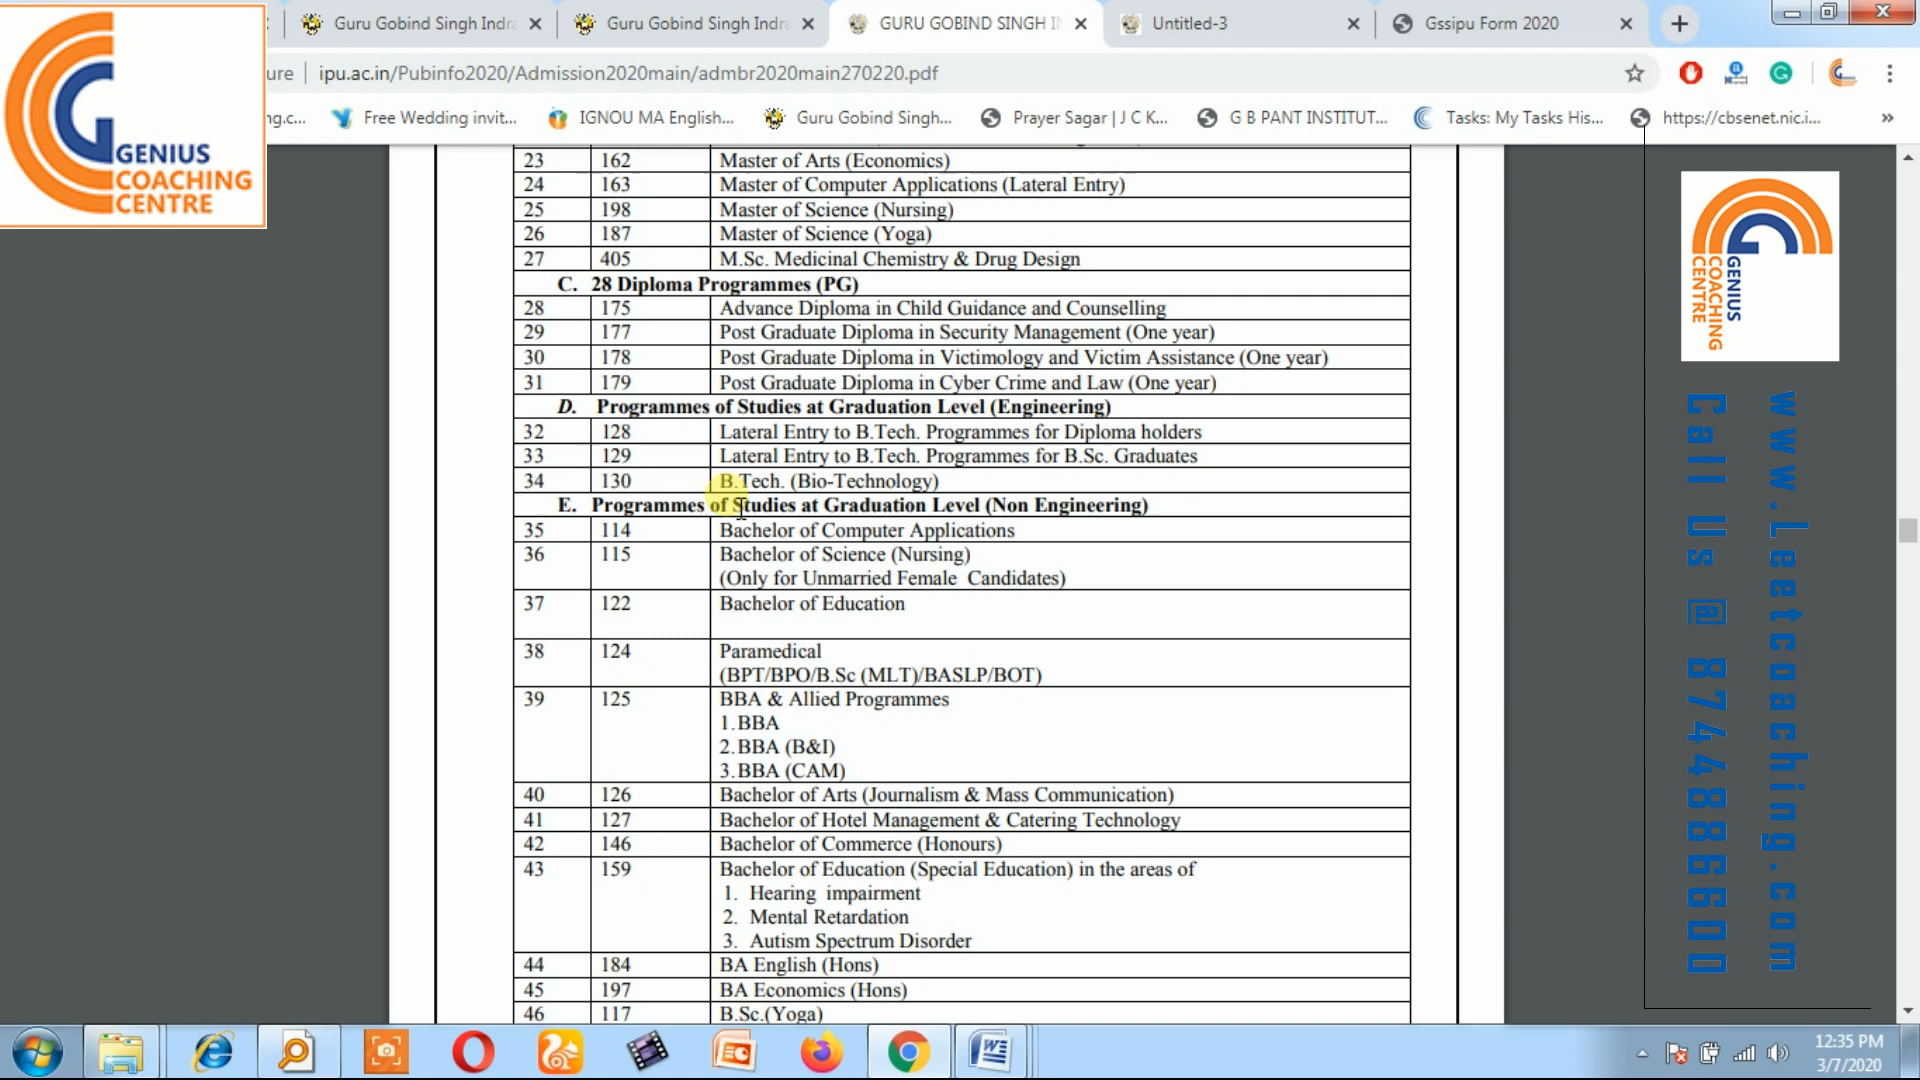 Guru Gobind Singh Indra
Guru Gobind Singh Indra
GURU GOBIND SINGH I
Untitled-3
Gssipu Form 2020
ure
ipu.ac.in/Pubinfo2020/Admission2020main/admbr2020main270220.pdf
ng.c...
Free Wedding invit...
IGNOU MA English...
Guru Gobind Singh...
Prayer Sagar | J C K...
G B PANT INSTITUT...
Tasks: My Tasks His...
https://cbsenet.nic.i...
»
GENIUS
COACHING
CENTRE
23 162 Master of Arts (Economics)
24 163 Master of Computer Applications (Lateral Entry)
25 198 Master of Science (Nursing)
26 187 Master of Science (Yoga)
27 405 M.Sc. Medicinal Chemistry & Drug Design
C. 28 Diploma Programmes (PG)
28 175 Advance Diploma in Child Guidance and Counselling
29 177 Post Graduate Diploma in Security Management (One year)
30 178 Post Graduate Diploma in Victimology and Victim Assistance (One year)
31 179 Post Graduate Diploma in Cyber Crime and Law (One year)
D. Programmes of Studies at Graduation Level (Engineering)
32 128 Lateral Entry to B.Tech. Programmes for Diploma holders
33 129 Lateral Entry to B.Tech. Programmes for B.Sc. Graduates
34 130 B.Tech. (Bio-Technology)
E. Programmes of Studies at Graduation Level (Non Engineering)
35 114 Bachelor of Computer Applications
36 115 Bachelor of Science (Nursing)
(Only for Unmarried Female Candidates)
37 122 Bachelor of Education
38 124 Paramedical
(BPT/BPO/B.Sc (MLT)/BASLP/BOT)
39 125 BBA & Allied Programmes
1. BBA
2. BBA (B&I)
3. BBA (CAM)
40 126 Bachelor of Arts (Journalism & Mass Communication)
41 127 Bachelor of Hotel Management & Catering Technology
42 146 Bachelor of Commerce (Honours)
43 159 Bachelor of Education (Special Education) in the areas of
1. Hearing impairment
2. Mental Retardation
3. Autism Spectrum Disorder
44 184 BA English (Hons)
45 197 BA Economics (Hons)
46 117 B.Sc.(Yoga)
GENIUS
COACHING
CENTRE
www.Leetcoaching.com
Call Us @ 8744886600
12:35 PM
3/7/2020